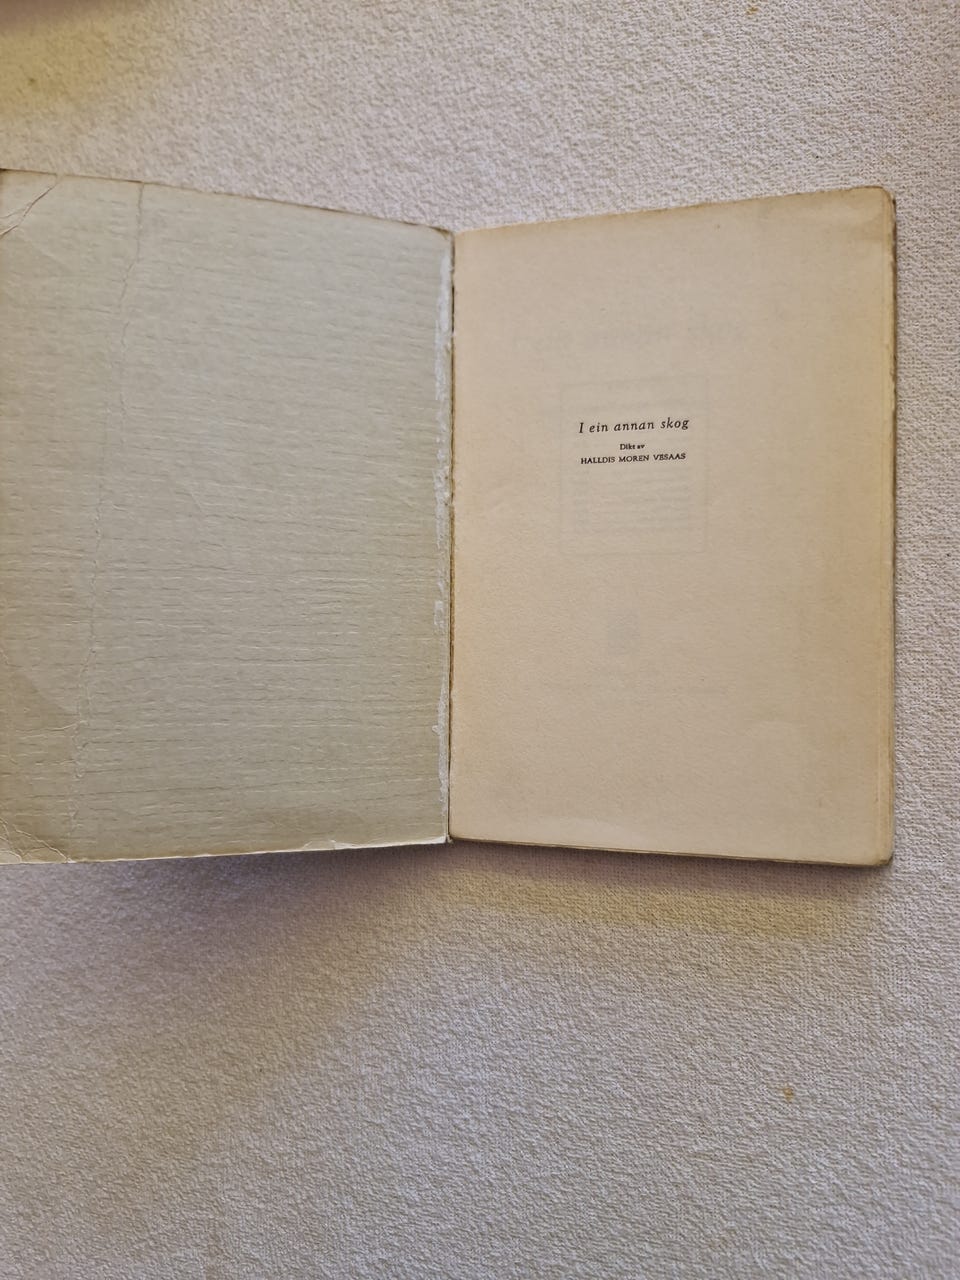 I ein annan skog
Dikt av
HALLDIS MOREN VESAAS